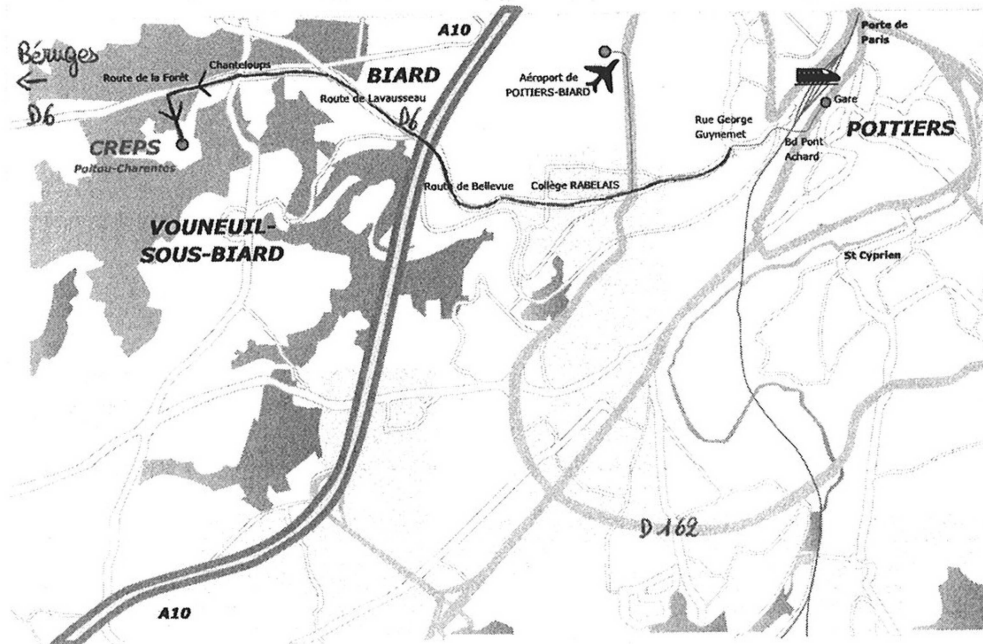 A10
Porte de
Paris
Béruges
Chanteloups
Route de la Forêt
BIARD
Aéroport de
POITIERS-BIARD
Route de Lavausseau
Gare
D6
D6
Rue George
Guynemet
POITIERS
Bd Pont
Achard
CREPS
Poitou-Charentes
Route de Bellevue
Collège RABELAIS
VOUNEUIL-
SOUS-BIARD
St Cyprien
D 162
A10